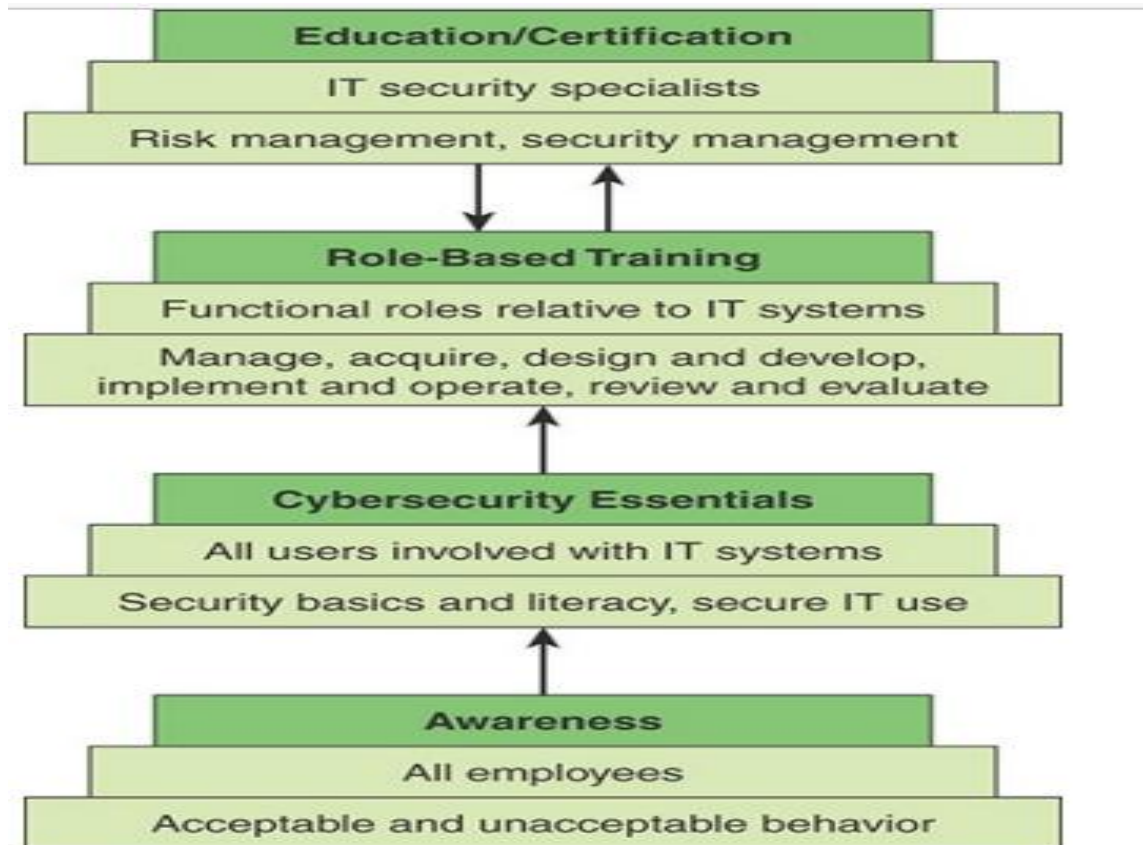 Education/Certification
IT security specialists
Risk management, security management
Role-Based Training
Functional roles relative to IT systems
Manage, acquire, design and develop,
implement and operate, review and evaluate
Cybersecurity Essentials
All users involved with IT systems
Security basics and literacy, secure IT use
Awareness
All employees
Acceptable and unacceptable behavior